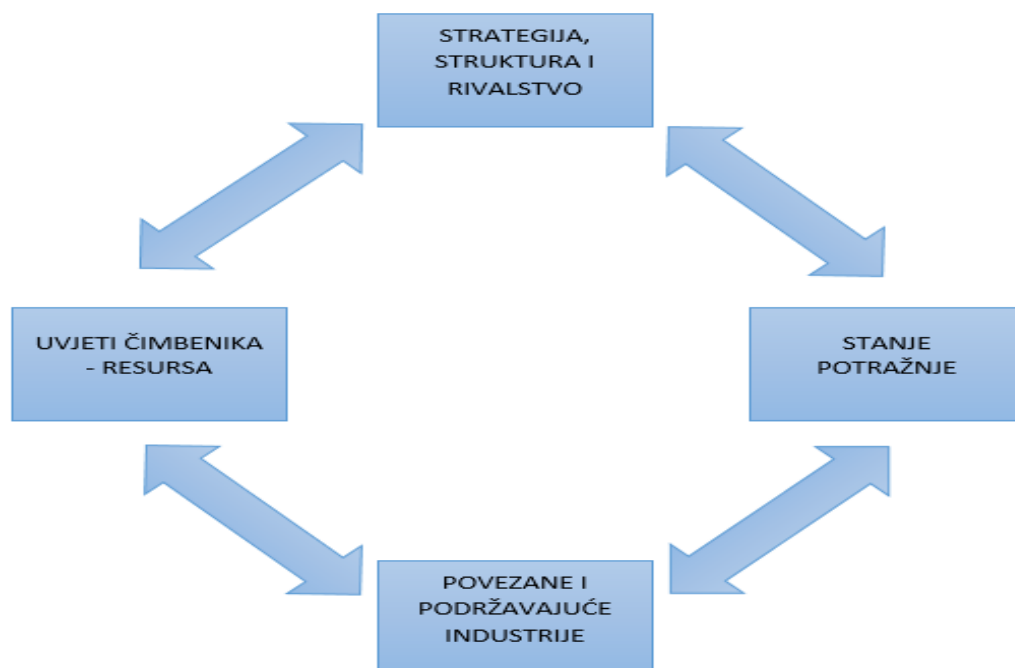 STRATEGIJA,
STRUKTURA I
RIVALSTVO
UVJETI ČIMBENIKA
- RESURSA
STANJE
POTRAŽNJE
POVEZANE I
PODRŽAVAJUĆE
INDUSTRIJE